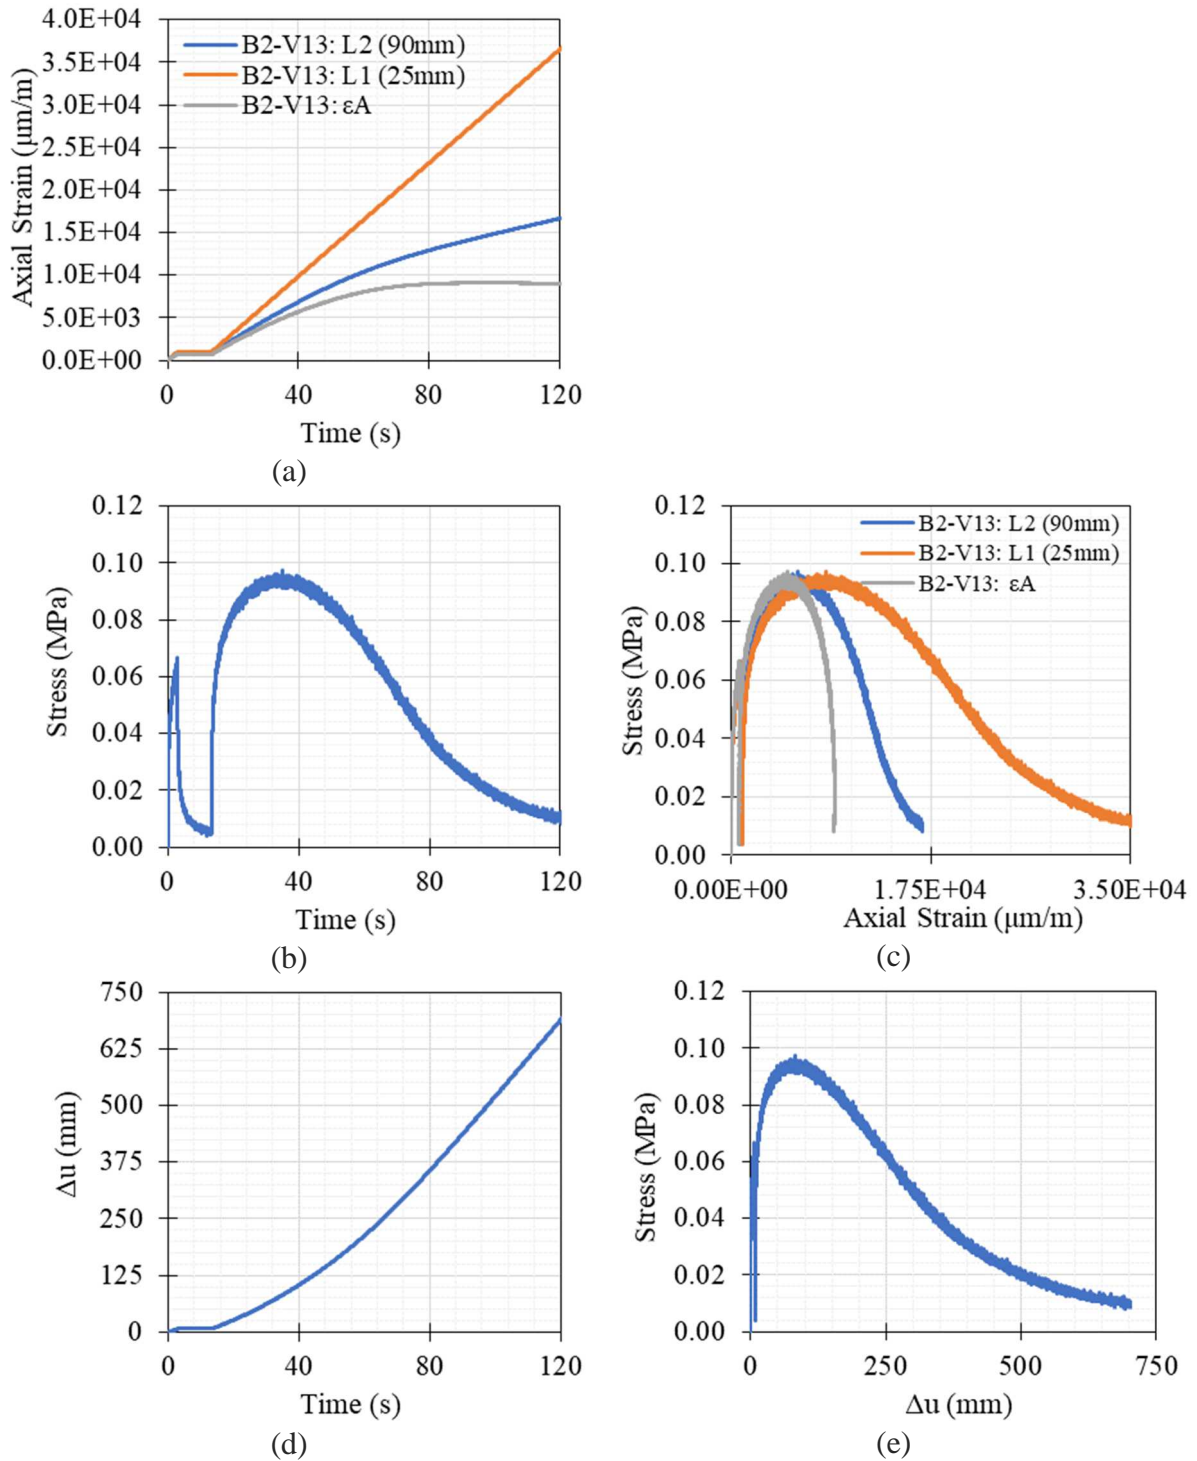 4.0E+04
3.5E+04
3.0E+04
2.5E+04
2.0E+04
1.5E+04
1.0E+04
5.0E+03
0.0E+00
Axial Strain (μm/m)
B2-V13: L2 (90mm)
B2-V13: L1 (25mm)
B2-V13: εA
0 40 80 120
Time (s)
(a)
0.12
0.10
0.08
0.06
0.04
0.02
0.00
Stress (MPa)
0 40 80 120
Time (s)
(b)
0.12
0.10
0.08
0.06
0.04
0.02
0.00
Stress (MPa)
B2-V13: L2 (90mm)
B2-V13: L1 (25mm)
B2-V13: εA
0.00E+00 1.75E+04 3.50E+04
Axial Strain (μm/m)
(c)
750
625
500
375
250
125
0
Δu (mm)
0 40 80 120
Time (s)
(d)
0.12
0.10
0.08
0.06
0.04
0.02
0.00
Stress (MPa)
0 250 500 750
Δu (mm)
(e)